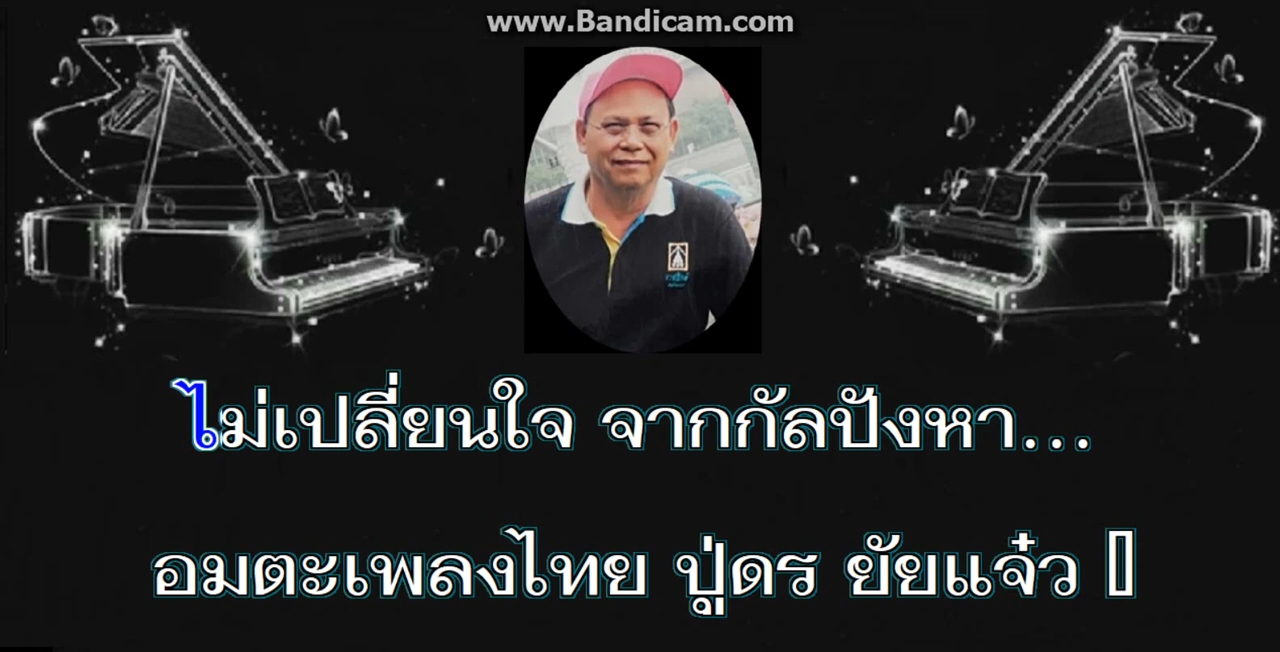 www.Bandicam.com
ไม่เปลี่ยนใจ จากกัลปังหา...
อมตะเพลงไทย ปู่ดร ยัยแจ๋ว